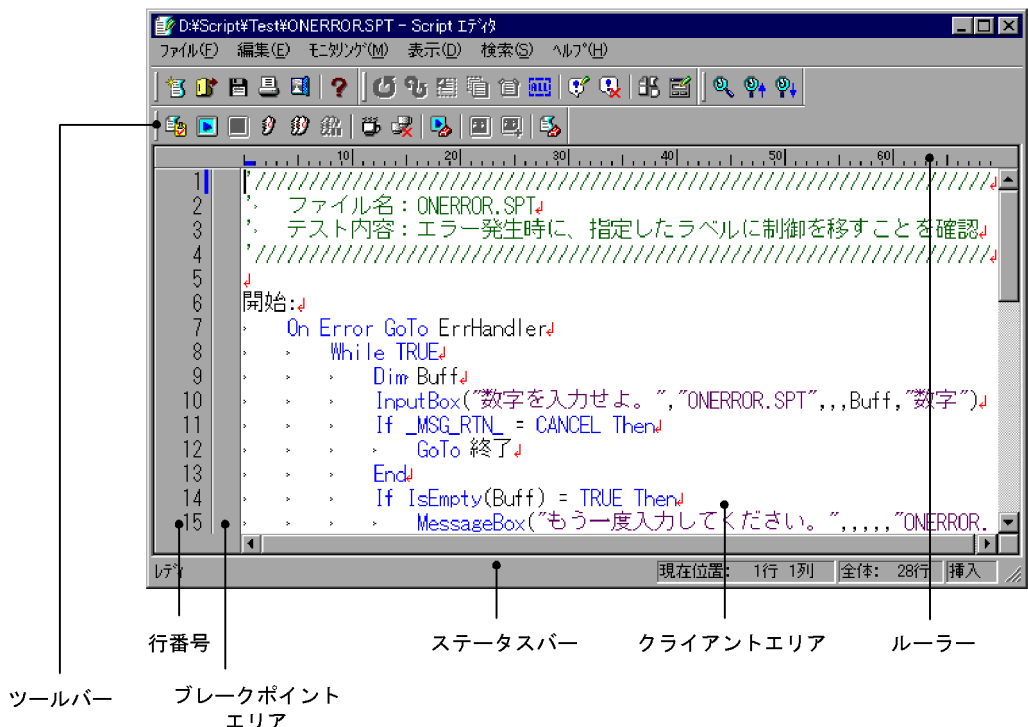 D:¥Script¥Test¥ONERROR.SPT - Script ｴﾃﾞｨﾀ
ﾌｧｲﾙ(F) 編集(E) ﾓﾆﾀﾘﾝｸﾞ(M) 表示(D) 検索(S) ﾍﾙﾌﾟ(H)
ALL
10 20 30 40 50 60
1 '/////////////////////////////////////////////////////////////////////
2 ' ファイル名：ONERROR.SPT
3 ' テスト内容：エラー発生時に、指定したラベルに制御を移すことを確認
4 '/////////////////////////////////////////////////////////////////////
5
6 開始:
7 On Error GoTo ErrHandler
8 While TRUE
9 Dim Buff
10 InputBox("数字を入力せよ。","ONERROR.SPT",,,Buff,"数字")
11 If _MSG_RTN_ = CANCEL Then
12 GoTo 終了
13 End
14 If IsEmpty(Buff) = TRUE Then
15 MessageBox("もう一度入力してください。",,,,,"ONERROR.
ﾚﾃﾞｨ 現在位置: 1行 1列 全体: 28行 挿入
行番号 ステータスバー クライアントエリア ルーラー
ツールバー ブレークポイント
エリア